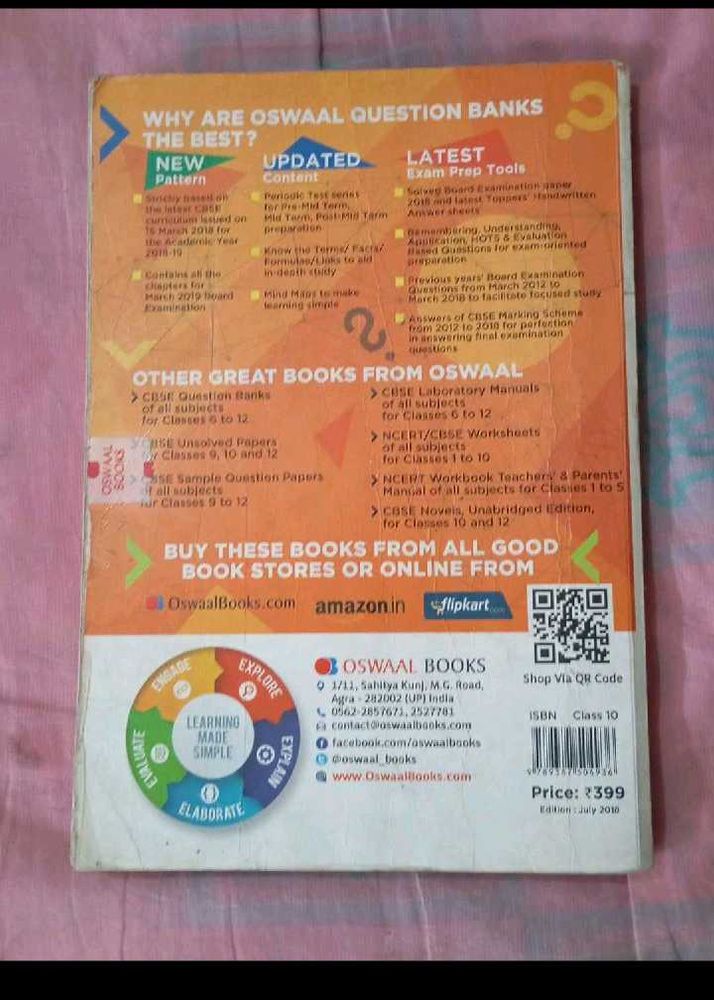 WHY ARE OSWAAL QUESTION BANKS
THE BEST?
NEW
Pattern
Strictly based on
the latest CBSE
curriculum issued on
15 March 2018 for
the Academic Year
2018-19
Contains all the
chapters for
March 2019 Board
Examination
UPDATED
Content
Periodic Test series
for Pre-Mid Term,
Mid Term, Post-Mid Term
preparation
Know the Terms/ Facts/
Formulae/Links to aid
in-depth study
Mind Maps to make
learning simple
LATEST
Exam Prep Tools
Solved Board Examination paper
2018 and latest Toppers' Handwritten
Answer sheets
Remembering, Understanding,
Application, HOTS & Evaluation
Based Questions for exam-oriented
preparation
Previous years' Board Examination
Questions from March 2012 to
March 2018 to facilitate focused study
Answers of CBSE Marking Scheme
from 2012 to 2018 for perfection
in answering final examination
questions
OTHER GREAT BOOKS FROM OSWAAL
CBSE Question Banks
of all subjects
for Classes 6 to 12
CBSE Unsolved Papers
for Classes 9, 10 and 12
CBSE Sample Question Papers
of all subjects
for Classes 9 to 12
CBSE Laboratory Manuals
of all subjects
for Classes 6 to 12
NCERT/CBSE Worksheets
of all subjects
for Classes 1 to 10
NCERT Workbook Teachers' & Parents'
Manual of all subjects for Classes 1 to 5
CBSE Novels, Unabridged Edition,
for Classes 10 and 12
OSWAAL
BOOKS
BUY THESE BOOKS FROM ALL GOOD
BOOK STORES OR ONLINE FROM
OswaalBooks.com amazon.in flipkart.com
Shop Via QR Code
ENGAGE
EXPLORE
EXPLAIN
ELABORATE
EVALUATE
LEARNING
MADE
SIMPLE
OSWAAL BOOKS
1/11, Sahitya Kunj, M.G. Road,
Agra - 282002 (UP) India
0562-2857671, 2527781
contact@oswaalbooks.com
facebook.com/oswaalbooks
@oswaal_books
www.OswaalBooks.com
ISBN Class 10
Price: ₹399
Edition : July 2018